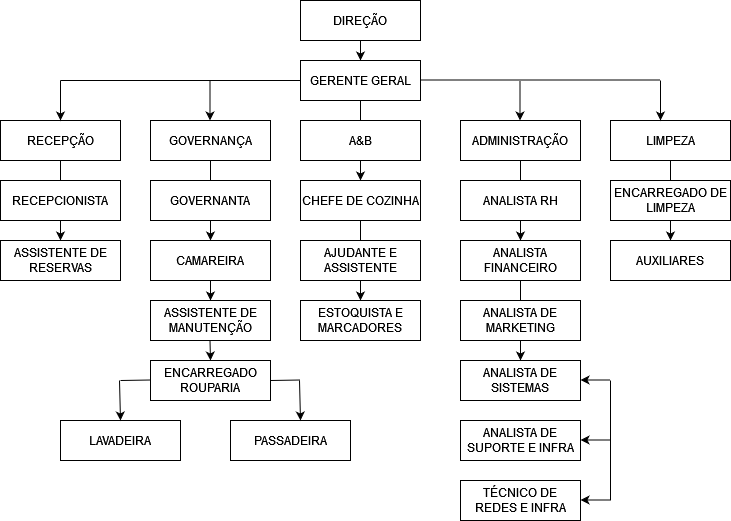 DIREÇÃO
GERENTE GERAL
RECEPÇÃO
GOVERNANÇA
A&B
ADMINISTRAÇÃO
LIMPEZA
RECEPCIONISTA
GOVERNANTA
CHEFE DE COZINHA
ANALISTA RH
ENCARREGADO DE
LIMPEZA
ASSISTENTE DE
RESERVAS
CAMAREIRA
AJUDANTE E
ASSISTENTE
ANALISTA
FINANCEIRO
AUXILIARES
ASSISTENTE DE
MANUTENÇÃO
ESTOQUISTA E
MARCADORES
ANALISTA DE
MARKETING
ENCARREGADO
ROUPARIA
ANALISTA DE
SISTEMAS
LAVADEIRA
PASSADEIRA
ANALISTA DE
SUPORTE E INFRA
TÉCNICO DE
REDES E INFRA